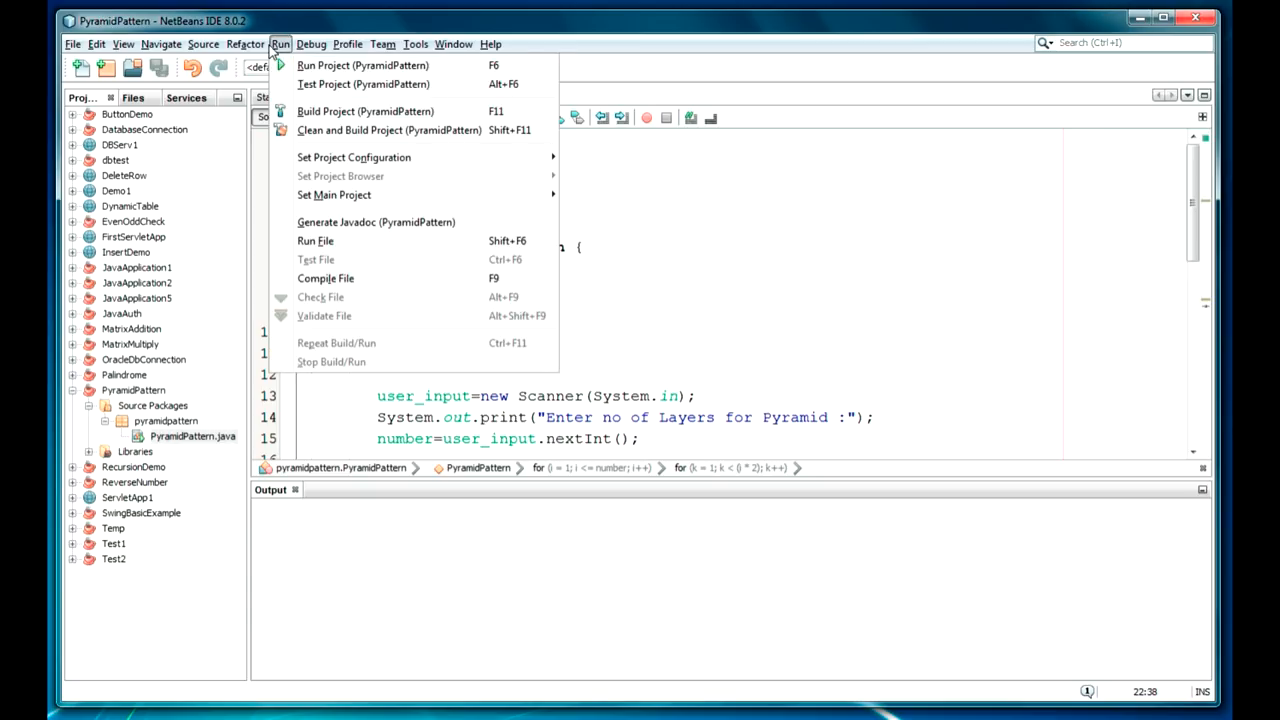 PyramidPattern - NetBeans IDE 8.0.2
File Edit View Navigate Source Refactor Run Debug Profile Team Tools Window Help
Search (Ctrl+I)
Proj... Files Services
ButtonDemo
DatabaseConnection
DBServ1
dbtest
DeleteRow
Demo1
DynamicTable
EvenOddCheck
FirstServletApp
InsertDemo
JavaApplication1
JavaApplication2
JavaApplication5
JavaAuth
MatrixAddition
MatrixMultiply
OracleDbConnection
Palindrome
PyramidPattern
Source Packages
pyramidpattern
PyramidPattern.java
Libraries
RecursionDemo
ReverseNumber
ServletApp1
SwingBasicExample
Temp
Test1
Test2
Run Project (PyramidPattern) F6
Test Project (PyramidPattern) Alt+F6
Build Project (PyramidPattern) F11
Clean and Build Project (PyramidPattern) Shift+F11
Set Project Configuration
Set Project Browser
Set Main Project
Generate Javadoc (PyramidPattern)
Run File Shift+F6
Test File Ctrl+F6
Compile File F9
Check File Alt+F9
Validate File Alt+Shift+F9
Repeat Build/Run Ctrl+F11
Stop Build/Run
{
12
13 user_input=new Scanner(System.in);
14 System.out.print("Enter no of Layers for Pyramid :");
15 number=user_input.nextInt();
pyramidpattern.PyramidPattern PyramidPattern for (i = 1; i <= number; i++) for (k = 1; k < (i * 2); k++)
Output
1 22:38 INS